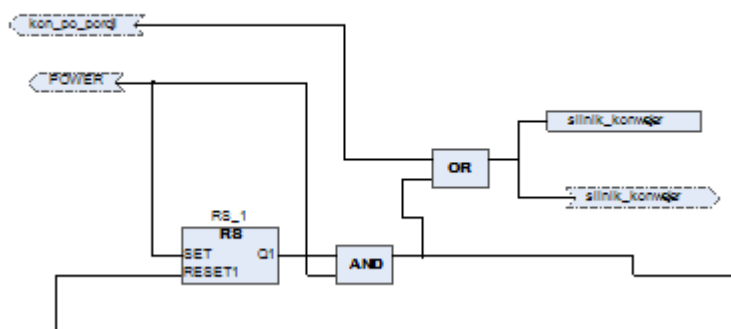 kon_po_porcji
POWER
silnik_konwejer
OR
silnik_konwejer
RS_1
RS
SET Q1
AND
RESET1